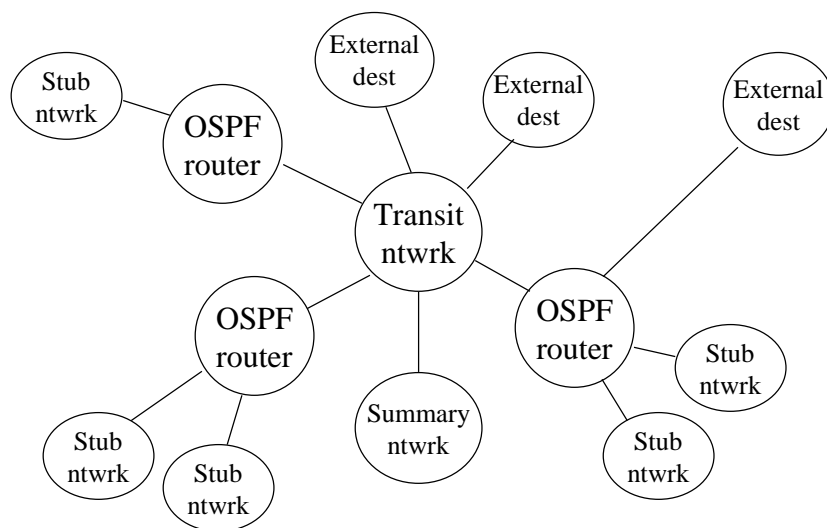 External
dest
Stub
ntwrk
External
dest
External
dest
OSPF
router
Transit
ntwrk
OSPF
router
OSPF
router
Stub
ntwrk
Summary
ntwrk
Stub
ntwrk
Stub
ntwrk
Stub
ntwrk